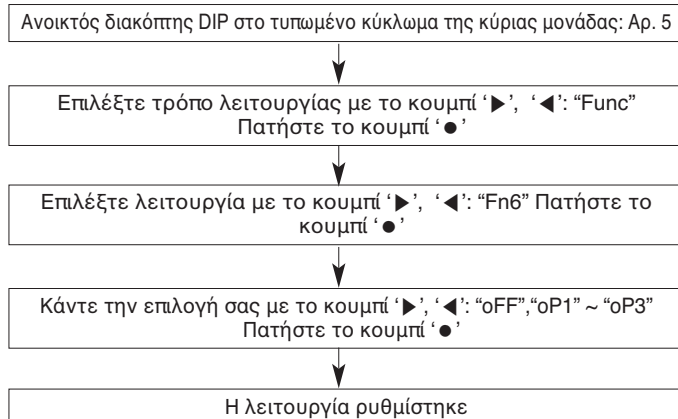 Ανοικτός διακόπτης DIP στο τυπωμένο κύκλωμα της κύριας μονάδας: Αρ. 5
Επιλέξτε τρόπο λειτουργίας με το κουμπί ‘▶’, ‘◀’: “Func”
Πατήστε το κουμπί ‘●’
Επιλέξτε λειτουργία με το κουμπί ‘▶’, ‘◀’: “Fn6” Πατήστε το
κουμπί ‘●’
Κάντε την επιλογή σας με το κουμπί ‘▶’, ‘◀’: “oFF”,“oP1” ~ “oP3”
Πατήστε το κουμπί ‘●’
Η λειτουργία ρυθμίστηκε